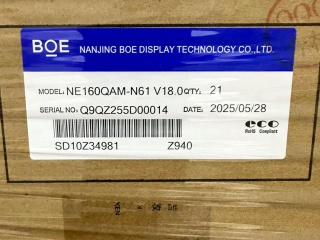 BOE NANJING BOE DISPLAY TECHNOLOGY CO.,LTD.
MODEL: NE160QAM-N61 V18.0 QTY: 21
SERIAL NO: Q9QZ255D00014 DATE: 2025/05/28
eco
RoHS Compliant
SD10Z34981 Z940